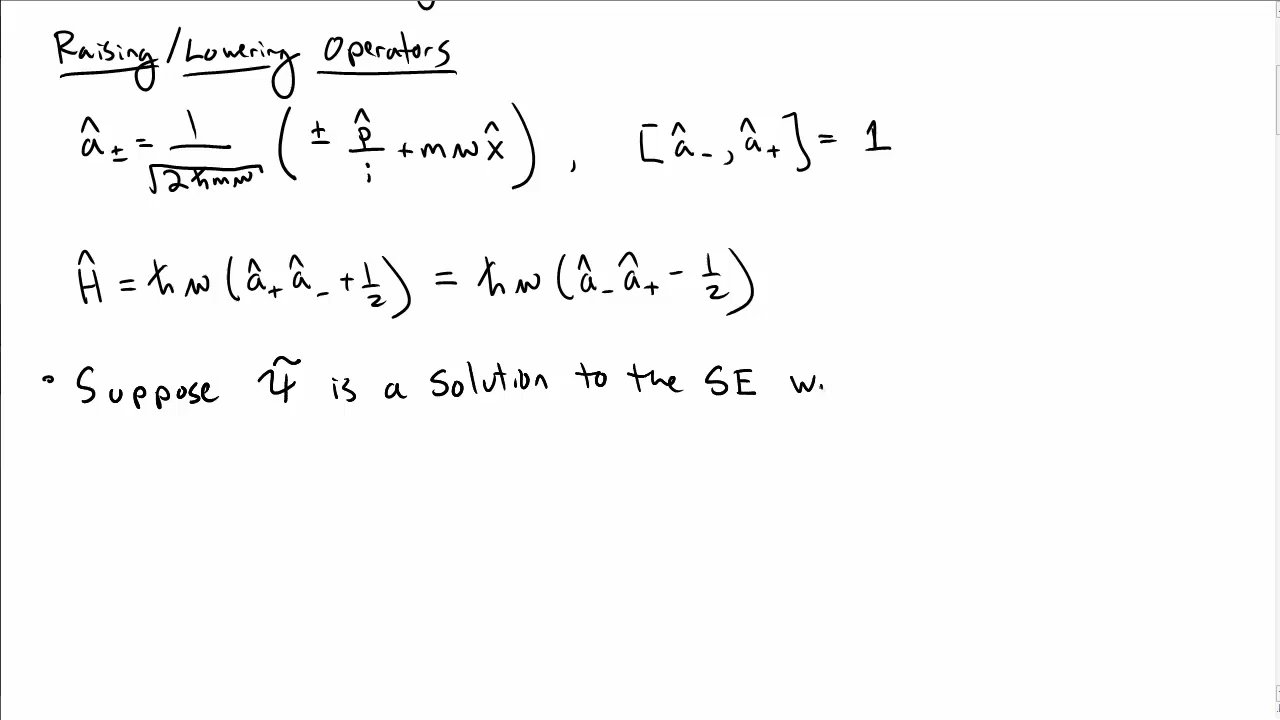 Raising/Lowering Operators
â± = 1/√(2ℏmω) (± p̂/i + mωx̂), [â₋, â₊] = 1
Ĥ = ℏω(â₊â₋ + 1/2) = ℏω(â₋â₊ - 1/2)
• Suppose ψ̃ is a solution to the SE w.